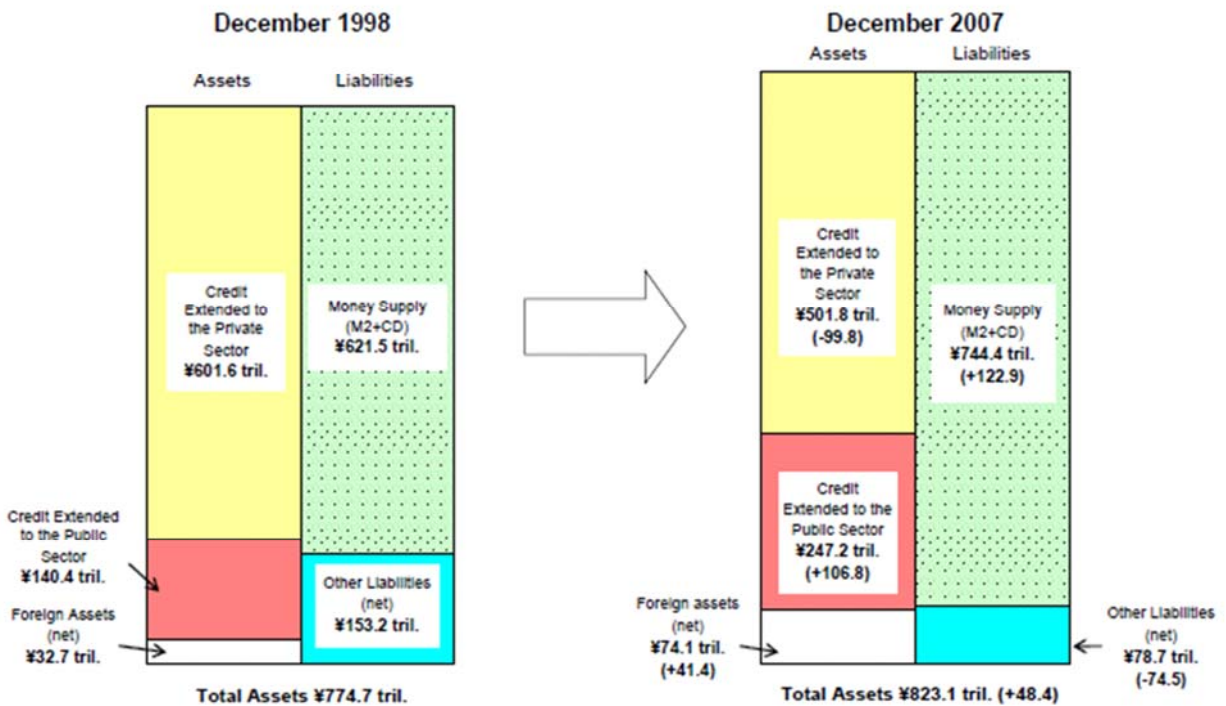 December 1998
Assets
Liabilities
Credit
Extended to
the Private
Sector
¥601.6 tril.
Money Supply
(M2+CD)
¥621.5 tril.
Credit Extended
to the Public
Sector
¥140.4 tril.
Foreign Assets
(net)
¥32.7 tril.
Other Liabilities
(net)
¥153.2 tril.
Total Assets ¥774.7 tril.
December 2007
Assets
Liabilities
Credit
Extended to
the Private
Sector
¥501.8 tril.
(-99.8)
Money Supply
(M2+CD)
¥744.4 tril.
(+122.9)
Credit
Extended to the
Public Sector
¥247.2 tril.
(+106.8)
Foreign assets
(net)
¥74.1 tril.
(+41.4)
Other Liabilities
(net)
¥78.7 tril.
(-74.5)
Total Assets ¥823.1 tril. (+48.4)